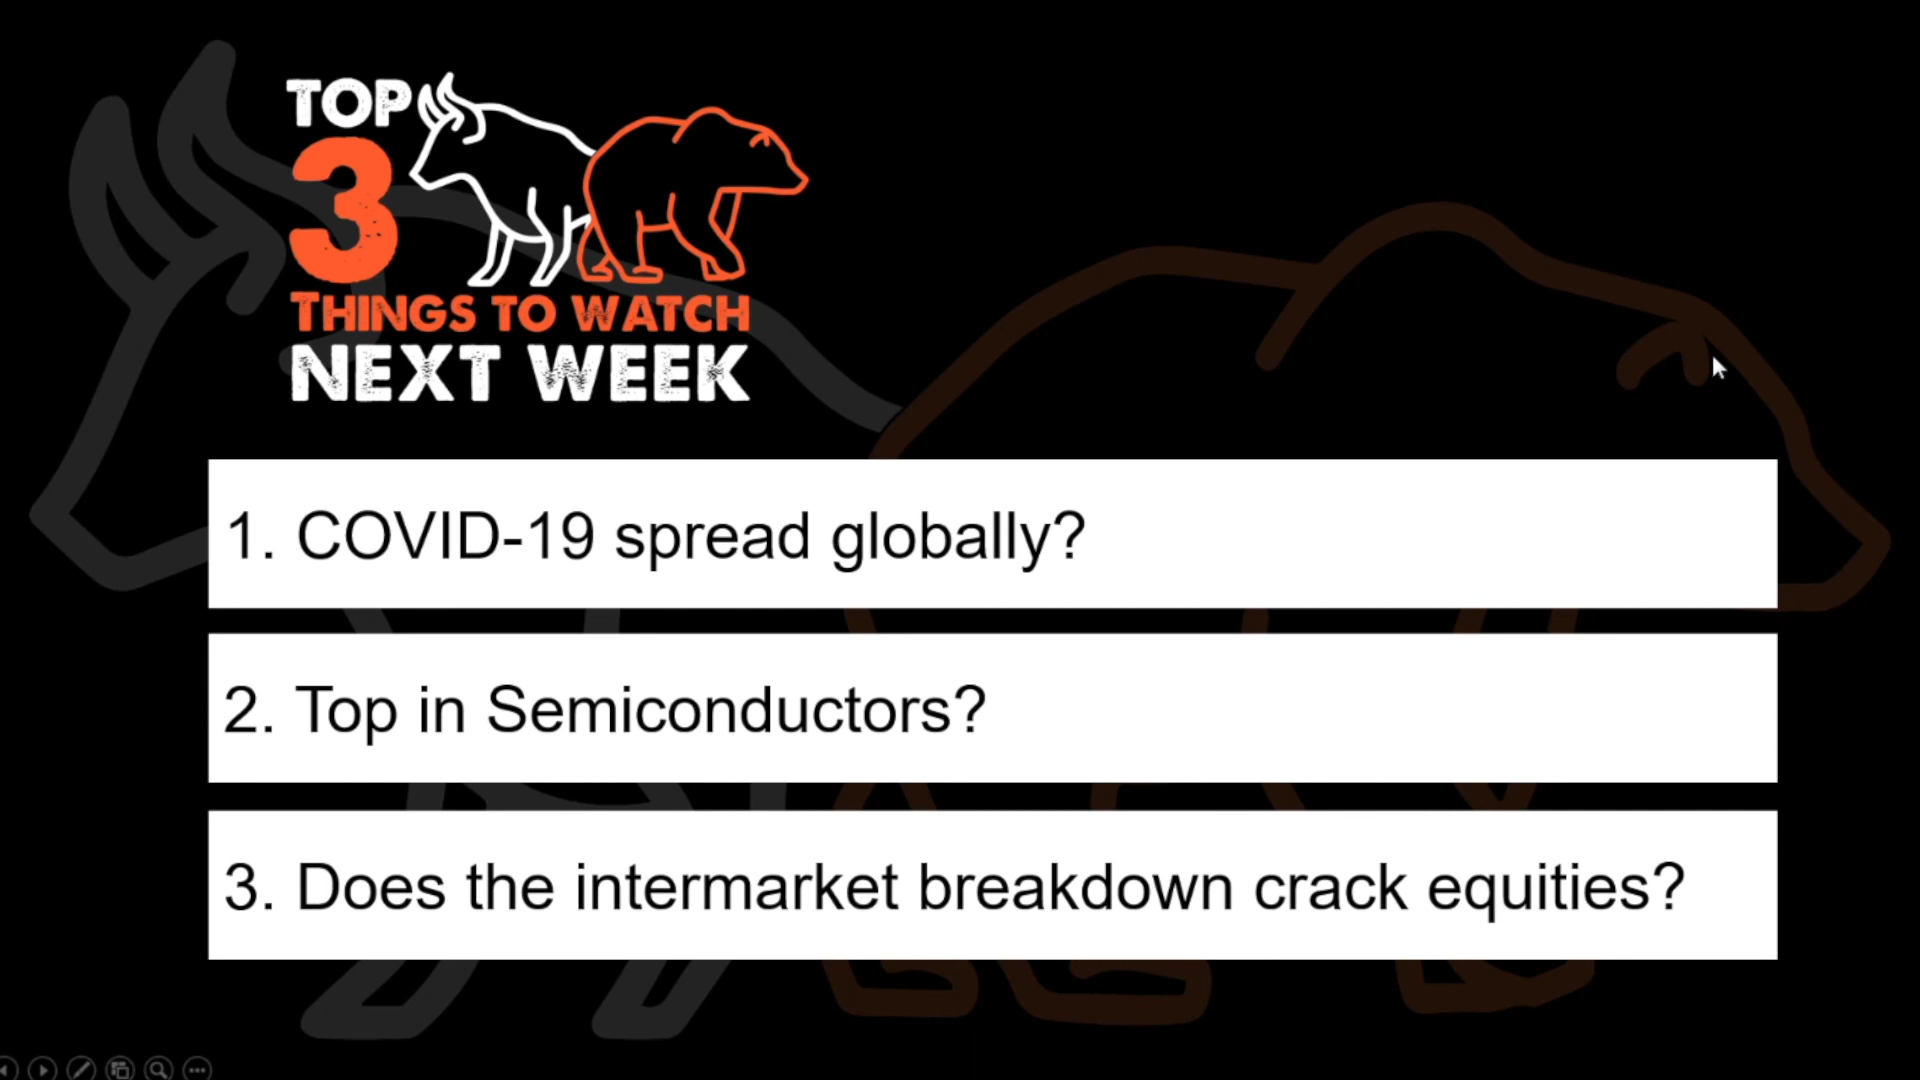 TOP
3
THINGS TO WATCH
NEXT WEEK
1. COVID-19 spread globally?
2. Top in Semiconductors?
3. Does the intermarket breakdown crack equities?